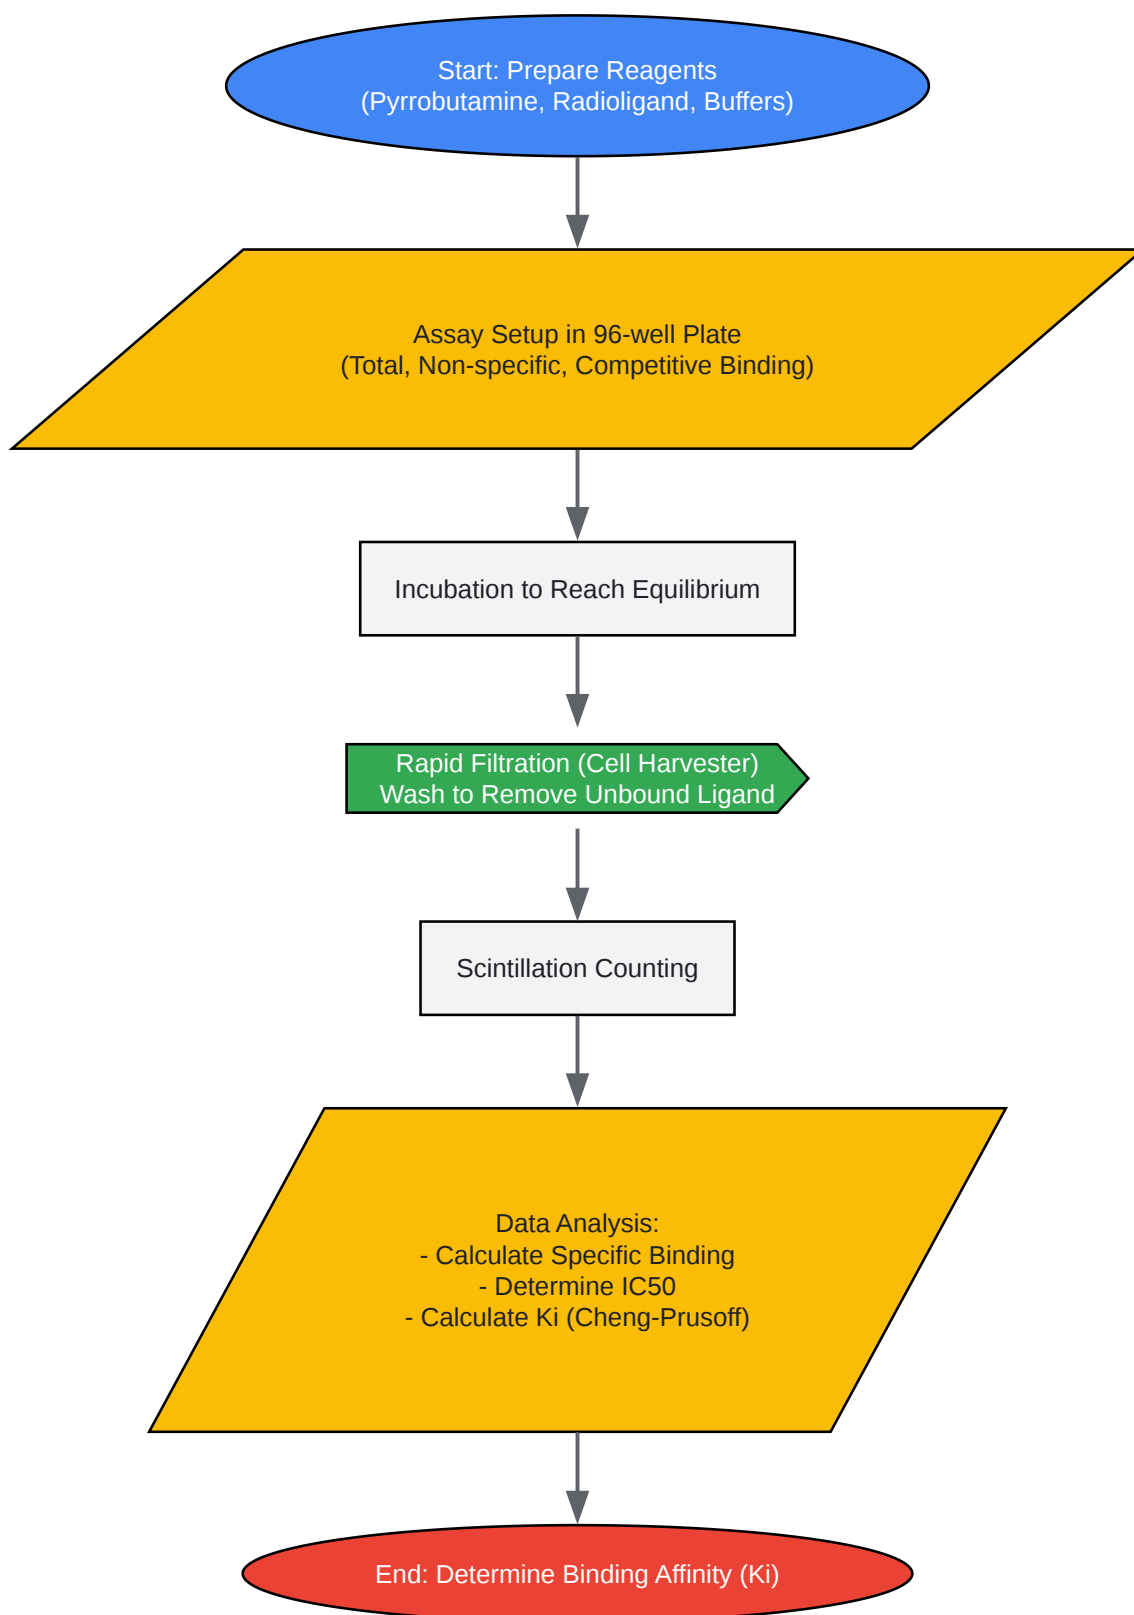 Start: Prepare Reagents
(Pyrrobutamine, Radioligand, Buffers)
Assay Setup in 96-well Plate
(Total, Non-specific, Competitive Binding)
Incubation to Reach Equilibrium
Rapid Filtration (Cell Harvester)
Wash to Remove Unbound Ligand
Scintillation Counting
Data Analysis:
- Calculate Specific Binding
- Determine IC50
- Calculate Ki (Cheng-Prusoff)
End: Determine Binding Affinity (Ki)